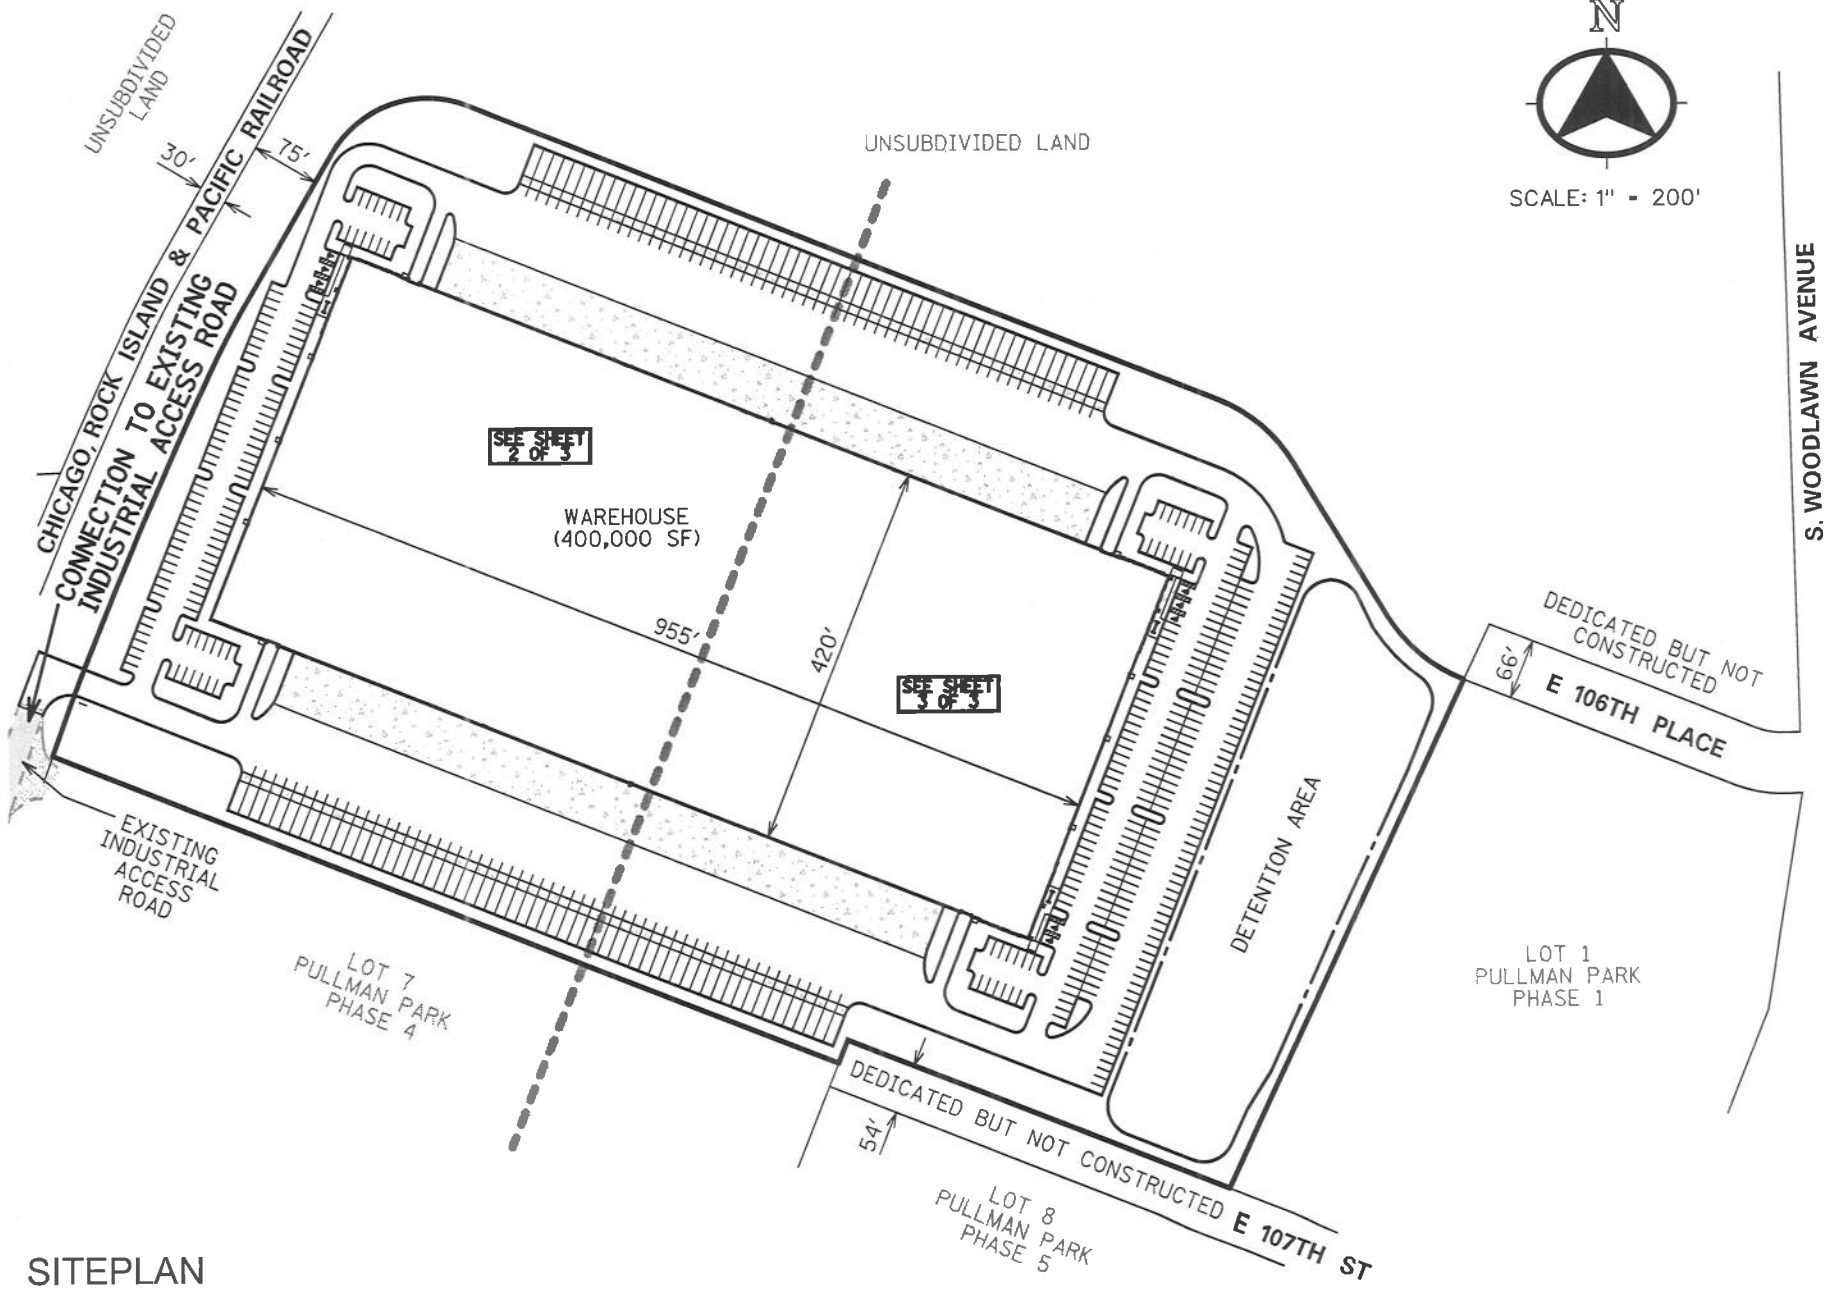 UNSUBDIVIDED
LAND
30'
75'
CHICAGO, ROCK ISLAND & PACIFIC RAILROAD
CONNECTION TO EXISTING
INDUSTRIAL ACCESS ROAD
UNSUBDIVIDED LAND
N
SCALE: 1" - 200'
S. WOODLAWN AVENUE
SEE SHEET
2 OF 3
WAREHOUSE
(400,000 SF)
955'
420'
SEE SHEET
3 OF 3
DEDICATED BUT NOT
CONSTRUCTED
66'
E 106TH PLACE
DETENTION AREA
EXISTING
INDUSTRIAL
ACCESS
ROAD
LOT 7
PULLMAN PARK
PHASE 4
LOT 1
PULLMAN PARK
PHASE 1
DEDICATED BUT NOT CONSTRUCTED
E 107TH ST
54'
LOT 8
PULLMAN PARK
PHASE 5
SITEPLAN